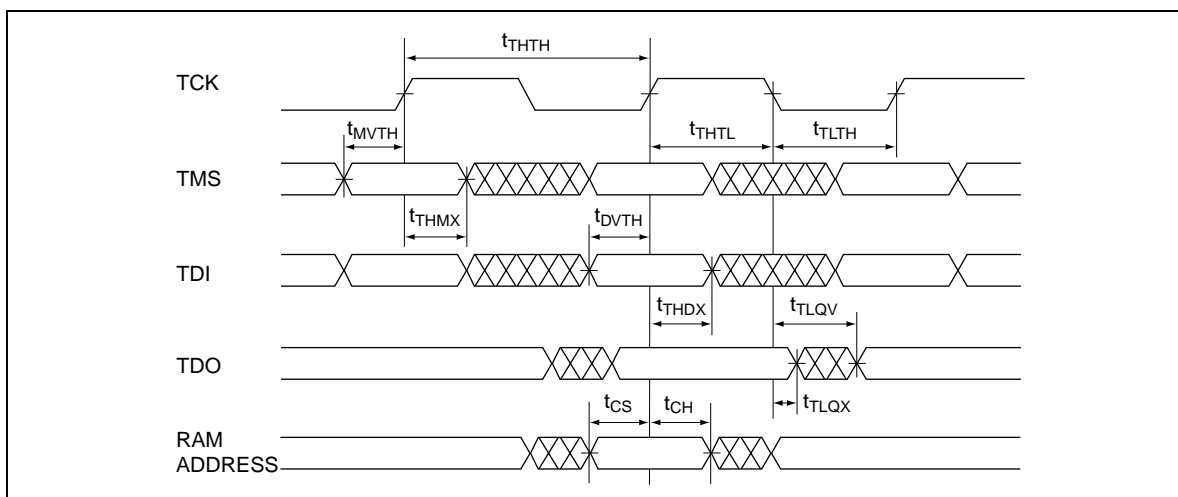 tTHTH
TCK
tMVTH
tTHTL
tTLTH
TMS
tTHMX
tDVTH
TDI
tTHDX
tTLQV
TDO
tCS
tCH
tTLQX
RAM
ADDRESS